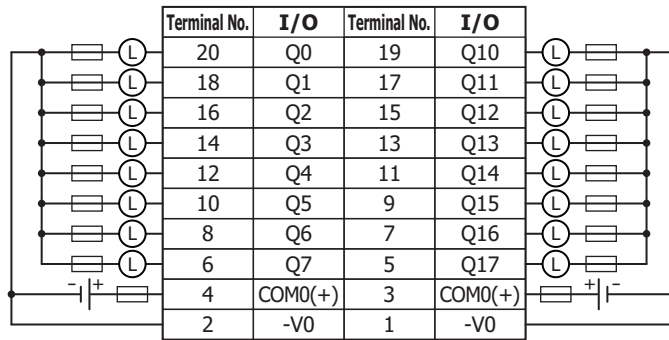 Terminal No. I/O Terminal No. I/O
L 20 Q0 19 Q10 L
L 18 Q1 17 Q11 L
L 16 Q2 15 Q12 L
L 14 Q3 13 Q13 L
L 12 Q4 11 Q14 L
L 10 Q5 9 Q15 L
L 8 Q6 7 Q16 L
L 6 Q7 5 Q17 L
- + 4 COM0(+) 3 COM0(+) + -
2 -V0 1 -V0